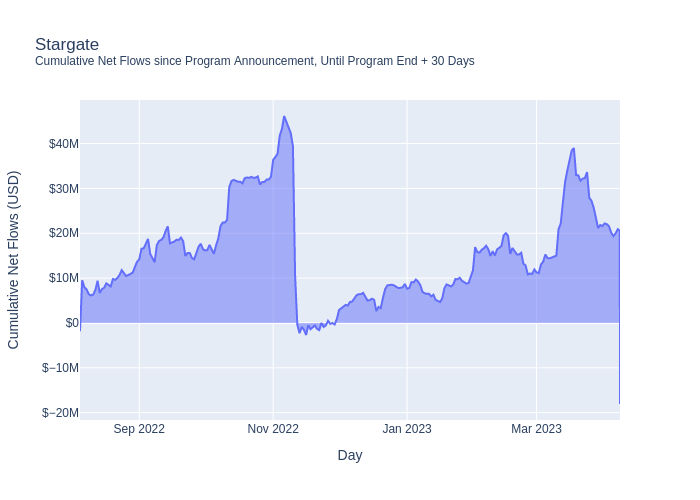 Stargate
Cumulative Net Flows since Program Announcement, Until Program End + 30 Days
Cumulative Net Flows (USD)
$40M
$30M
$20M
$10M
$0
$−10M
$−20M
Sep 2022
Nov 2022
Jan 2023
Mar 2023
Day